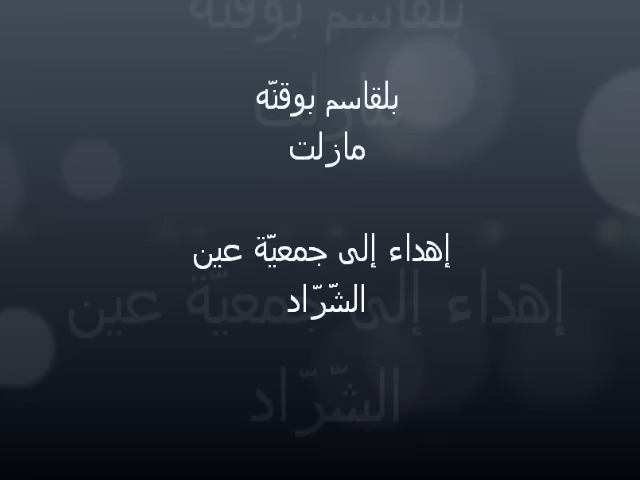 بلقاسم بوقنّه
مازلت
إهداء إلى جمعيّة عين
الشّرّاد